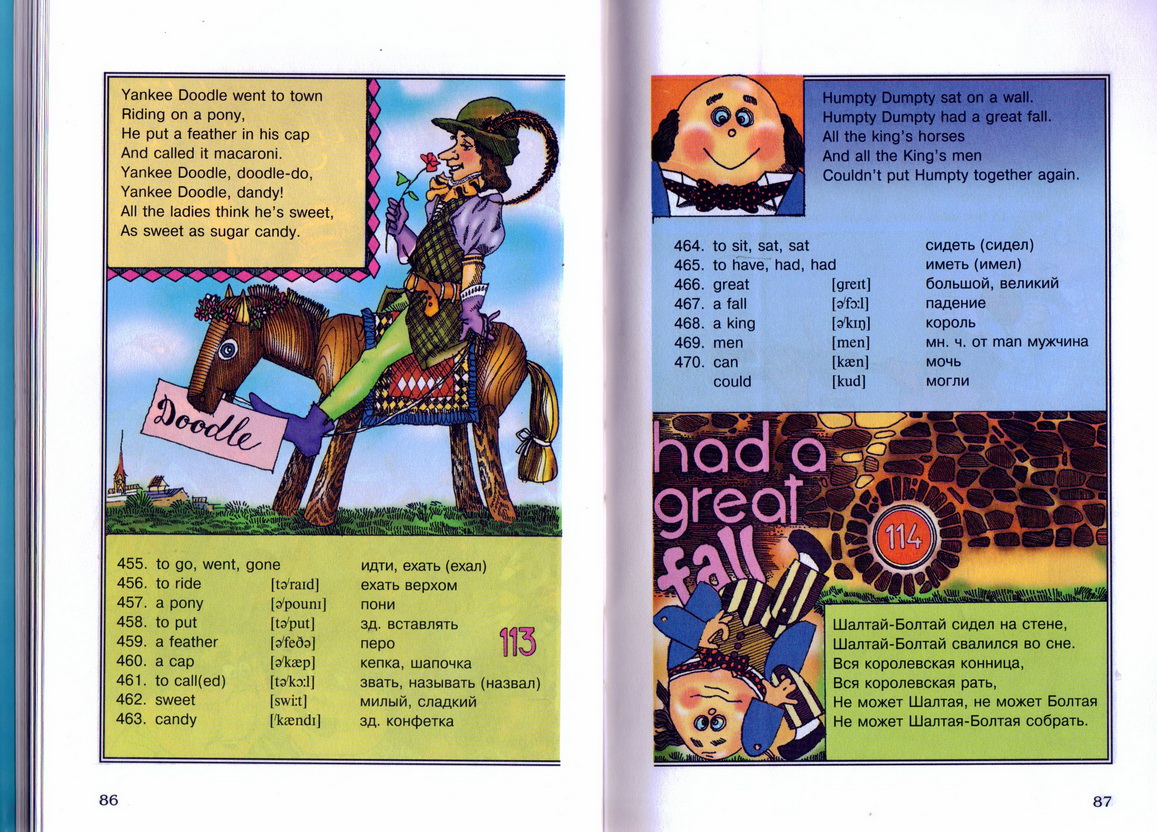 Yankee Doodle went to town
Riding on a pony,
He put a feather in his cap
And called it macaroni.
Yankee Doodle, doodle-do,
Yankee Doodle, dandy!
All the ladies think he's sweet,
As sweet as sugar candy.
Doodle
455. to go, went, gone идти, ехать (ехал)
456. to ride [tə'raɪd] ехать верхом
457. a pony [ə'pounɪ] пони
458. to put [tə'put] зд. вставлять
459. a feather [ə'feðə] перо
460. a cap [ə'kæp] кепка, шапочка
461. to call(ed) [tə'kɔ:l] звать, называть (назвал)
462. sweet [swi:t] милый, сладкий
463. candy ['kændɪ] зд. конфетка
113
86
Humpty Dumpty sat on a wall.
Humpty Dumpty had a great fall.
All the king's horses
And all the King's men
Couldn't put Humpty together again.
464. to sit, sat, sat сидеть (сидел)
465. to have, had, had иметь (имел)
466. great [greɪt] большой, великий
467. a fall [ə'fɔ:l] падение
468. a king [ə'kɪŋ] король
469. men [men] мн. ч. от man мужчина
470. can [kæn] мочь
could [kud] могли
had a
great
fall
114
Шалтай-Болтай сидел на стене,
Шалтай-Болтай свалился во сне.
Вся королевская конница,
Вся королевская рать,
Не может Шалтая, не может Болтая
Не может Шалтая-Болтая собрать.
87